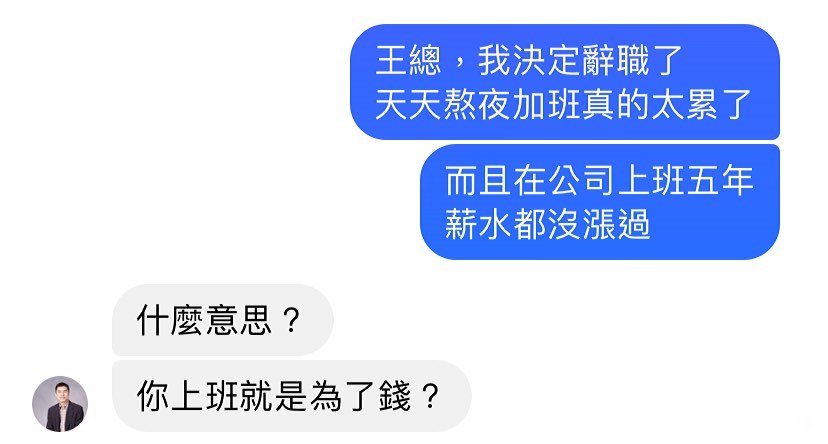 王總，我決定辭職了
天天熬夜加班真的太累了
而且在公司上班五年
薪水都沒漲過
什麼意思？
你上班就是為了錢？